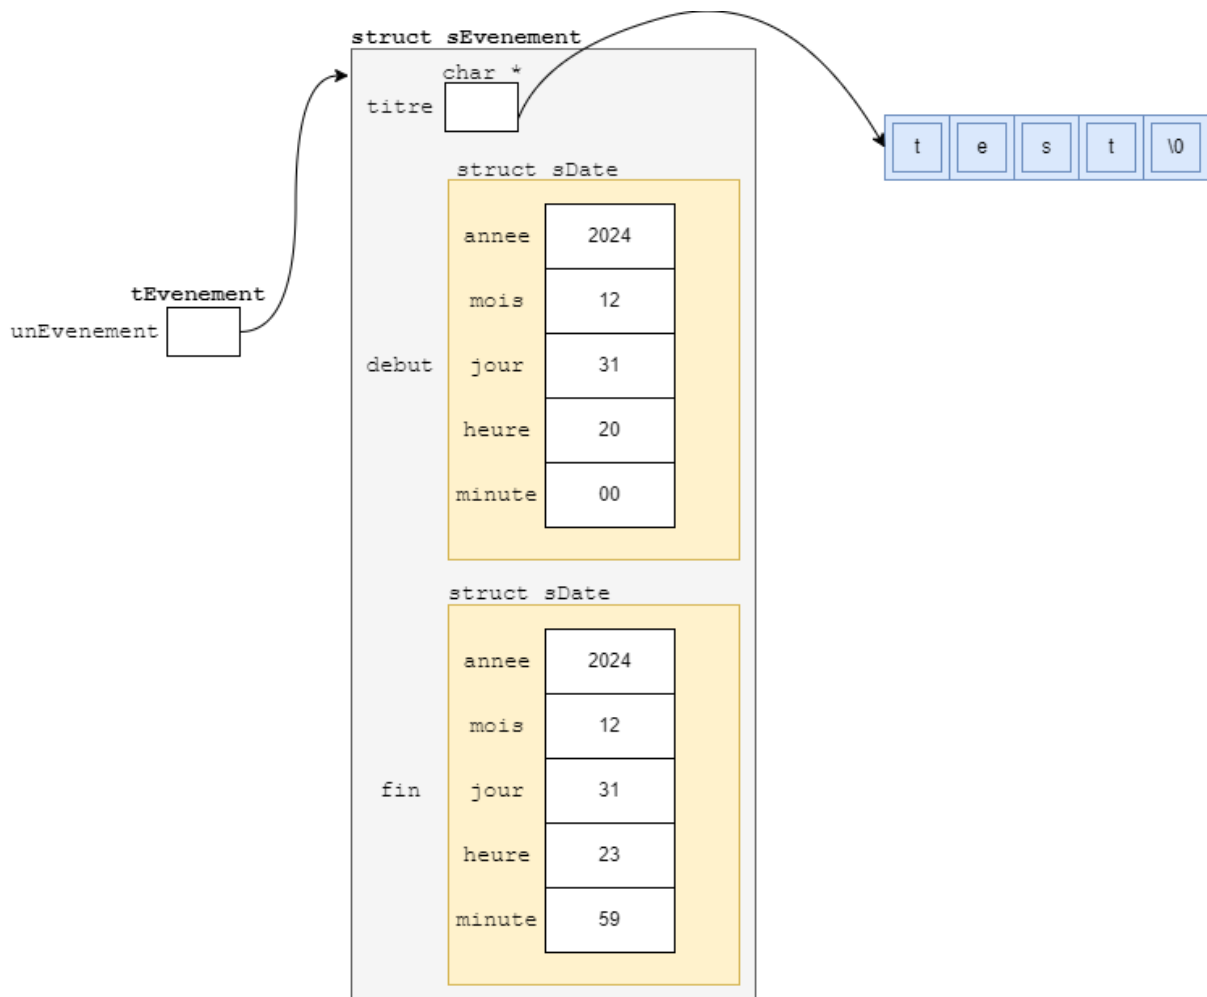 struct sEvenement
char *
titre
t e s t \0
struct sDate
annee 2024
mois 12
tEvenement
unEvenement
debut jour 31
heure 20
minute 00
struct sDate
annee 2024
mois 12
fin jour 31
heure 23
minute 59